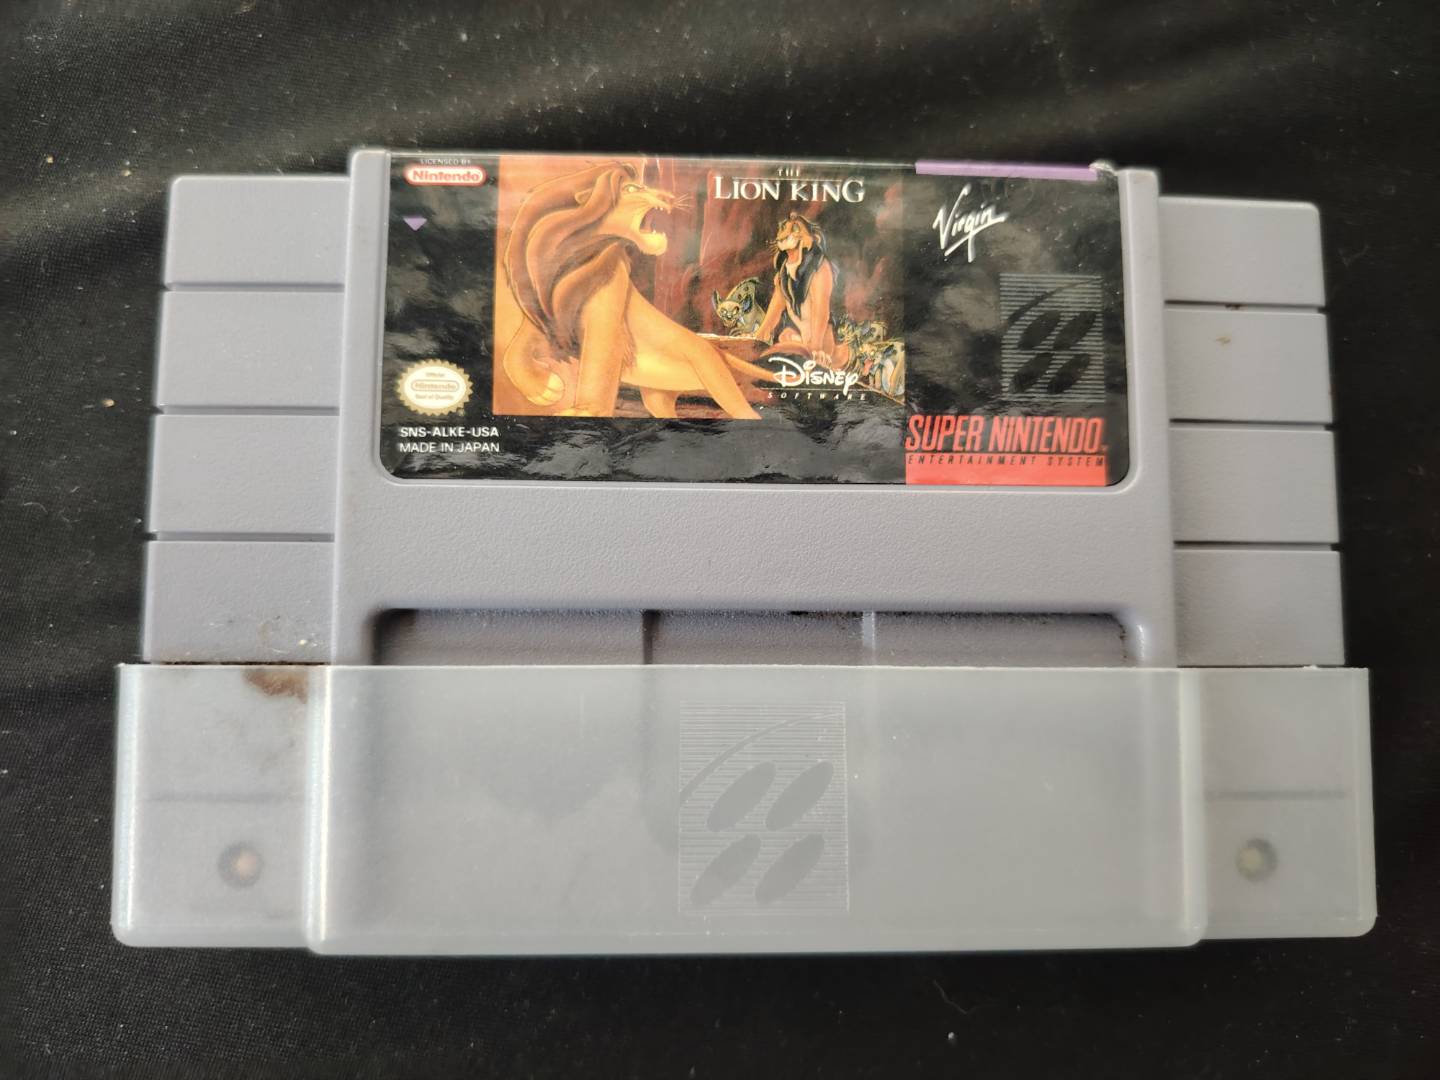 LICENSED BY
Nintendo
THE
LION KING
Virgin
Disney
SOFTWARE
Official
Nintendo
Seal of Quality
SNS-ALKE-USA
MADE IN JAPAN
SUPER NINTENDO
ENTERTAINMENT SYSTEM